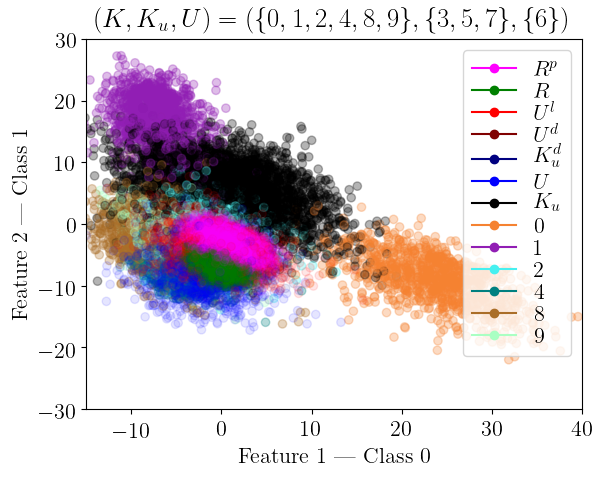 (K, K_u, U) = ({0, 1, 2, 4, 8, 9}, {3, 5, 7}, {6})
30
20
10
0
−10
−20
−30
Feature 2 — Class 1
R^p
R
U^l
U^d
K_u^d
U
K_u
0
1
2
4
8
9
−10
0
10
20
30
40
Feature 1 — Class 0